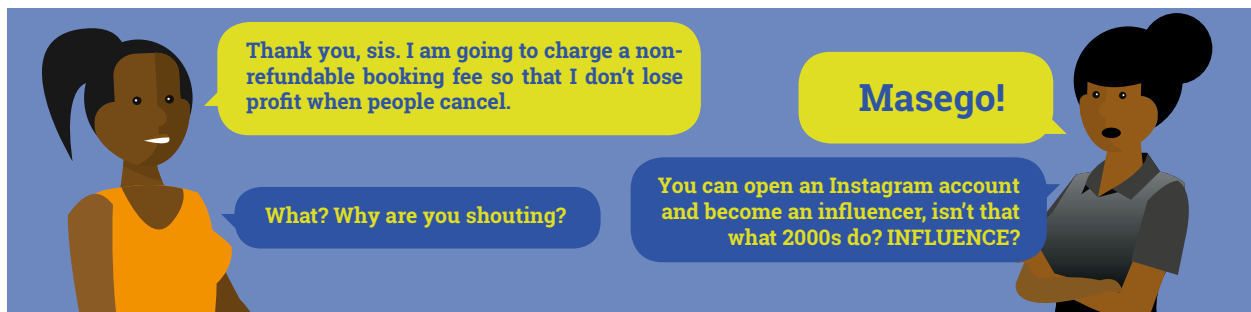 Thank you, sis. I am going to charge a non-
refundable booking fee so that I don't lose
profit when people cancel.
Masego!
What? Why are you shouting?
You can open an Instagram account
and become an influencer, isn't that
what 2000s do? INFLUENCE?